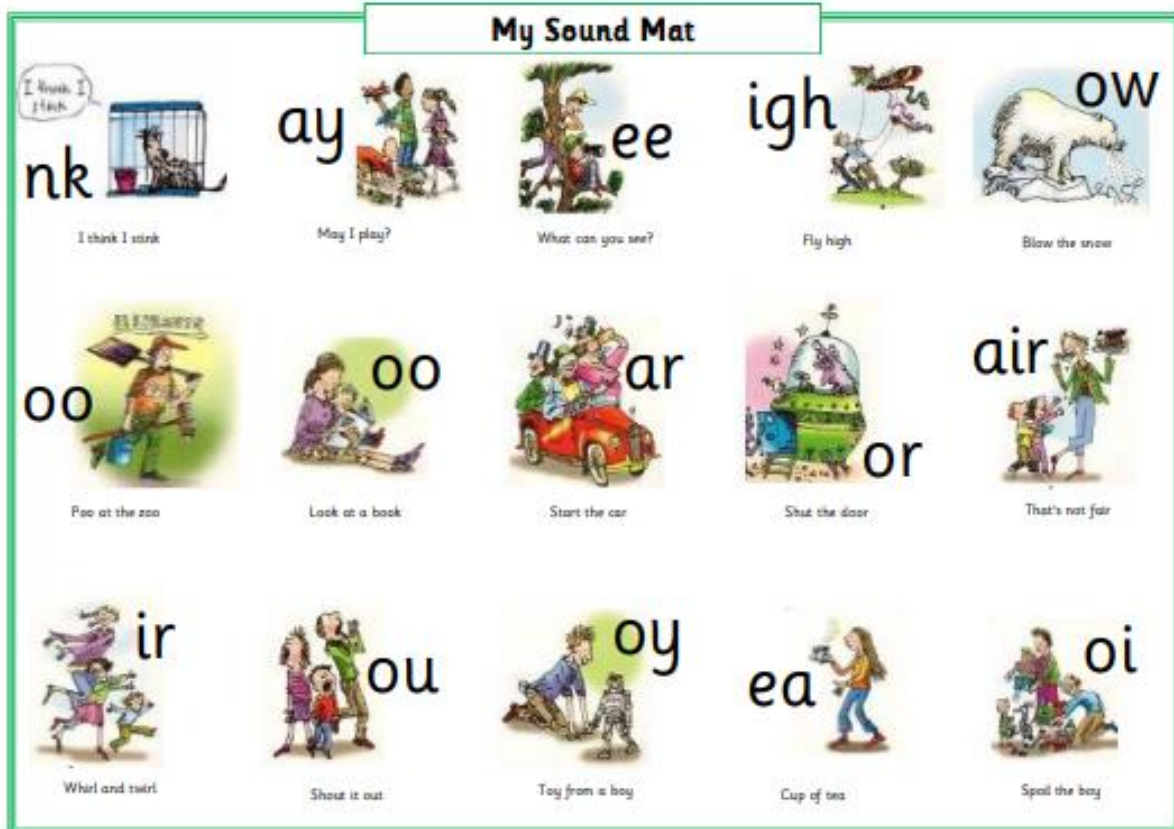 My Sound Mat
I think I
stink
nk
ay
ee
igh
ow
I think I stink
May I play?
What can you see?
Fly high
Blow the snow
oo
oo
ar
or
air
Poo at the zoo
Look at a book
Start the car
Shut the door
That's not fair
ir
ou
oy
ea
oi
Whirl and twirl
Shout it out
Toy from a boy
Cup of tea
Spoil the boy